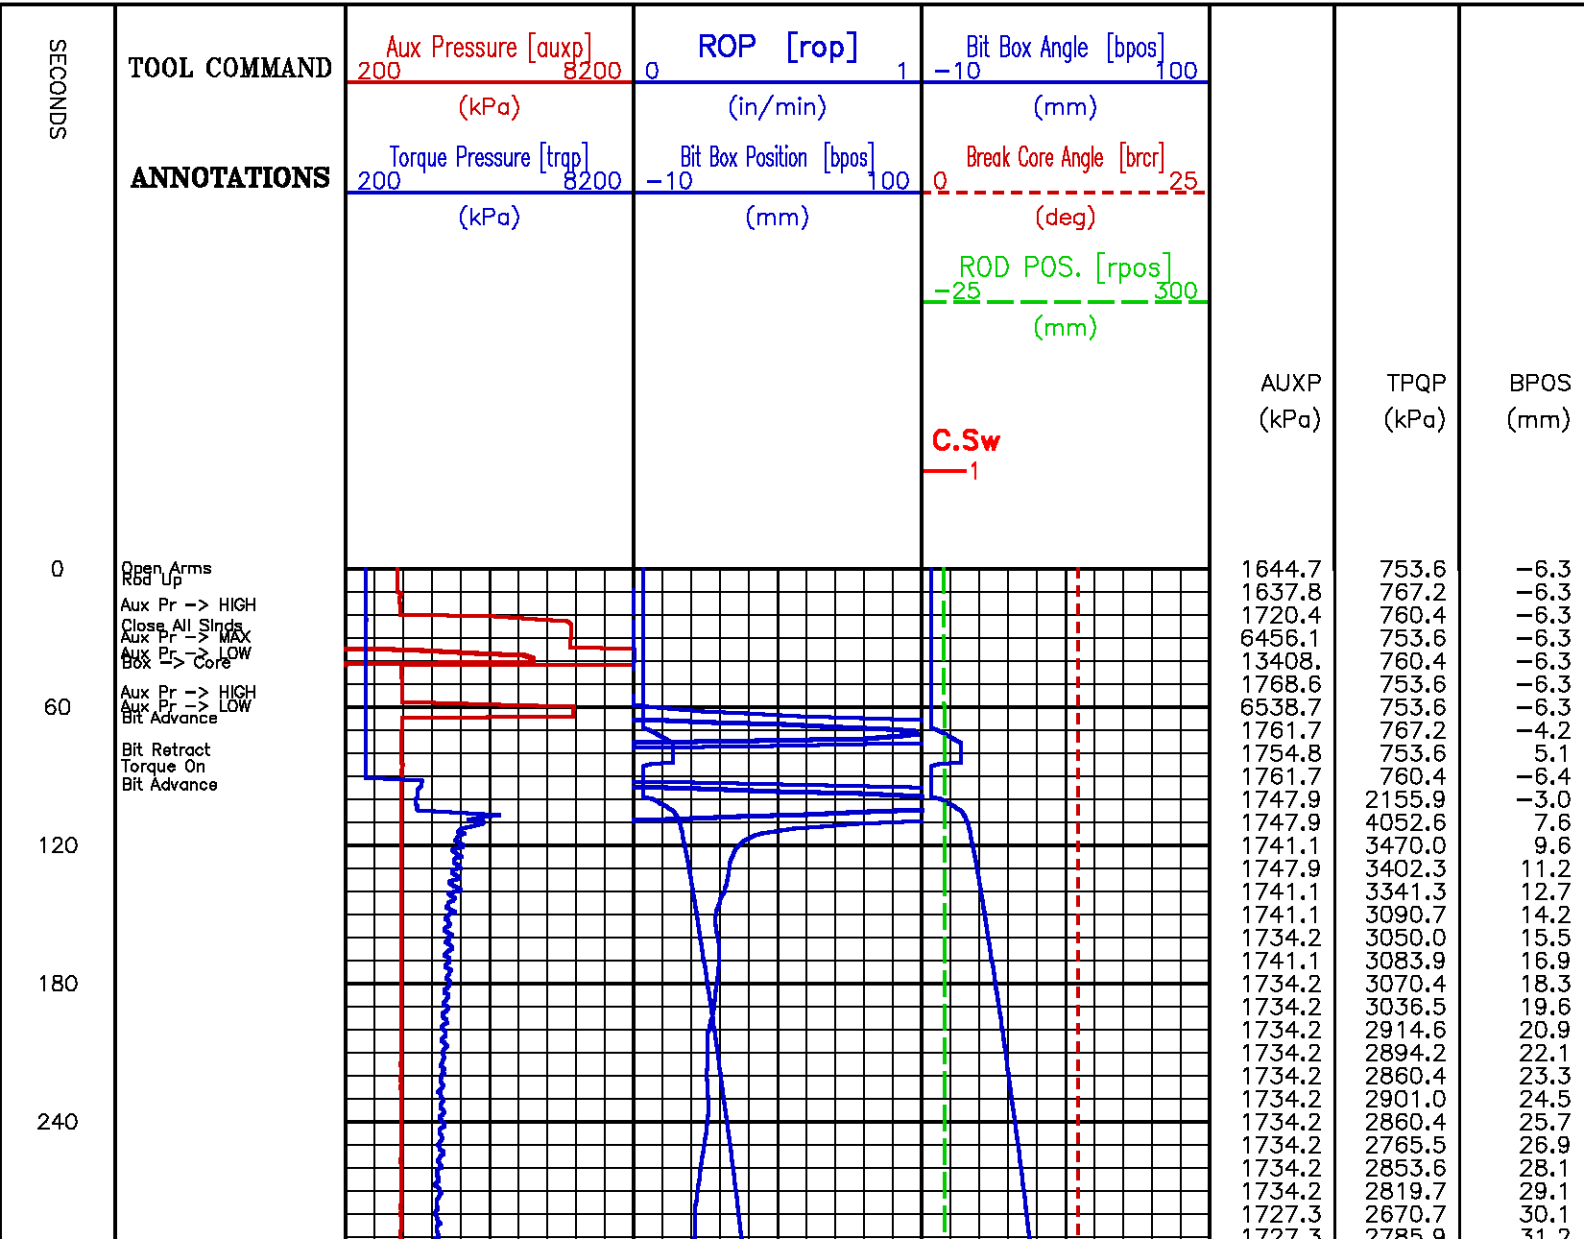 SECONDS
TOOL COMMAND
ANNOTATIONS
Aux Pressure [auxp]
200 8200
(kPa)
Torque Pressure [trqp]
200 8200
(kPa)
ROP [rop]
0 1
(in/min)
Bit Box Position [bpos]
-10 100
(mm)
Bit Box Angle [bpos]
-10 100
(mm)
Break Core Angle [brcr]
0 25
(deg)
ROD POS. [rpos]
-25 300
(mm)
C.Sw
1
AUXP TPQP BPOS
(kPa) (kPa) (mm)
0 Open Arms 1644.7 753.6 -6.3
Rod Up
1637.8 767.2 -6.3
Aux Pr -> HIGH
1720.4 760.4 -6.3
Close All Slnds
Aux Pr -> MAX 6456.1 753.6 -6.3
Aux Pr -> LOW
Box -> Core 13408. 760.4 -6.3
1768.6 753.6 -6.3
Aux Pr -> HIGH
60 Aux Pr -> LOW 6538.7 753.6 -6.3
Bit Advance
1761.7 767.2 -4.2
Bit Retract 1754.8 753.6 5.1
Torque On
Bit Advance 1761.7 760.4 -6.4
1747.9 2155.9 -3.0
1747.9 4052.6 7.6
120 1741.1 3470.0 9.6
1747.9 3402.3 11.2
1741.1 3341.3 12.7
1741.1 3090.7 14.2
1734.2 3050.0 15.5
1741.1 3083.9 16.9
180 1734.2 3070.4 18.3
1734.2 3036.5 19.6
1734.2 2914.6 20.9
1734.2 2894.2 22.1
1734.2 2860.4 23.3
1734.2 2901.0 24.5
240 1734.2 2860.4 25.7
1734.2 2765.5 26.9
1734.2 2853.6 28.1
1734.2 2819.7 29.1
1727.3 2670.7 30.1
1727.3 2785.9 31.2